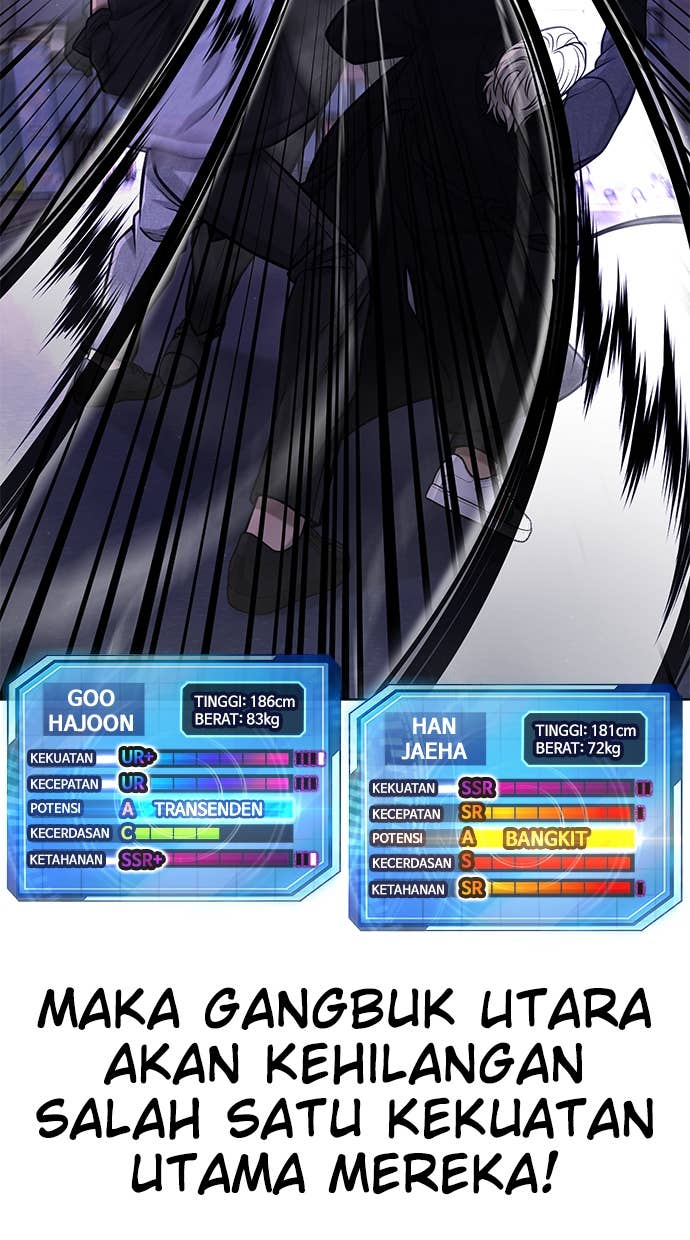 GOO
HAJOON
TINGGI: 186cm
BERAT: 83kg
KEKUATAN UR+
KECEPATAN UR
POTENSI A TRANSENDEN
KECERDASAN C
KETAHANAN SSR+
HAN
JAEHA
TINGGI: 181cm
BERAT: 72kg
KEKUATAN SSR
KECEPATAN SR
POTENSI A BANGKIT
KECERDASAN S
KETAHANAN SR
MAKA GANGBUK UTARA
AKAN KEHILANGAN
SALAH SATU KEKUATAN
UTAMA MEREKA!